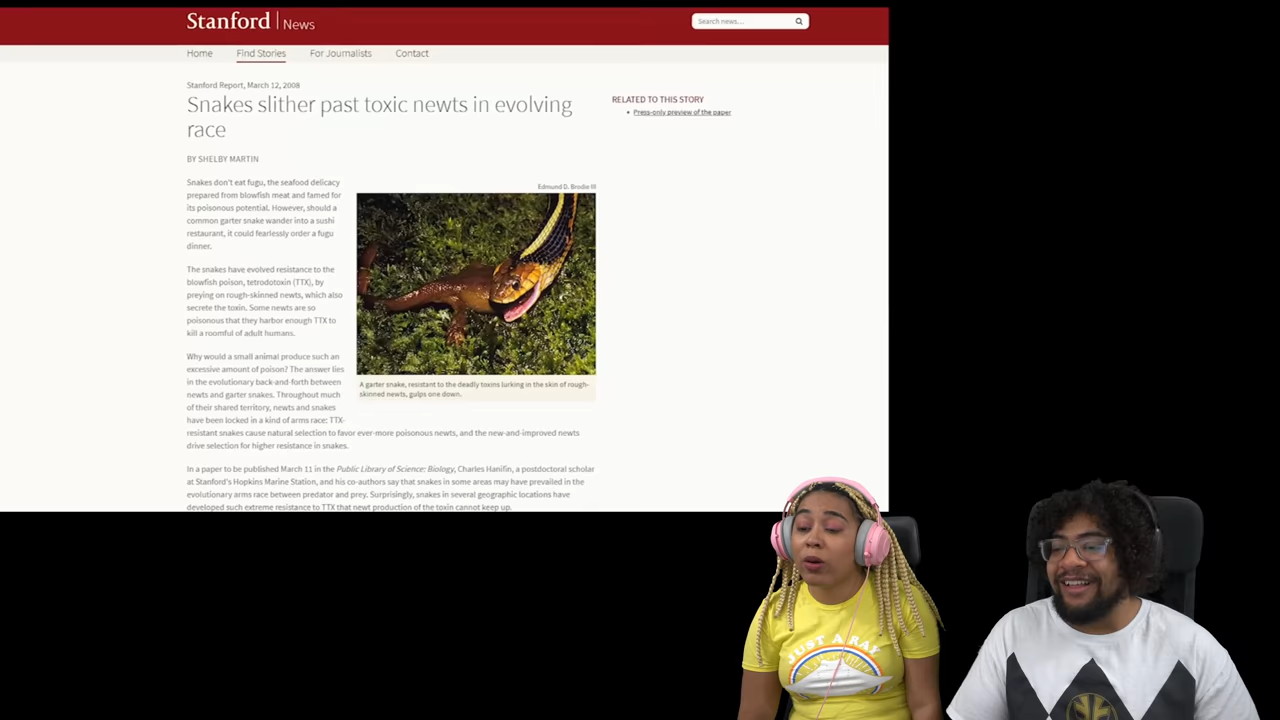 Stanford | News
Search news...
Home Find Stories For Journalists Contact
Stanford Report, March 12, 2008
Snakes slither past toxic newts in evolving
race
BY SHELBY MARTIN
Snakes don't eat fugu, the seafood delicacy
prepared from blowfish meat and famed for
its poisonous potential. However, should a
common garter snake wander into a sushi
restaurant, it could fearlessly order a fugu
dinner.
The snakes have evolved resistance to the
blowfish poison, tetrodotoxin (TTX), by
preying on rough-skinned newts, which also
secrete the toxin. Some newts are so
poisonous that they harbor enough TTX to
kill a roomful of adult humans.
Why would a small animal produce such an
excessive amount of poison? The answer lies
in the evolutionary back-and-forth between
newts and garter snakes. Throughout much
of their shared territory, newts and snakes
have been locked in a kind of arms race: TTX-
resistant snakes cause natural selection to favor ever-more poisonous newts, and the new-and-improved newts
drive selection for higher resistance in snakes.
In a paper to be published March 11 in the Public Library of Science: Biology, Charles Hanifin, a postdoctoral scholar
at Stanford's Hopkins Marine Station, and his co-authors say that snakes in some areas may have prevailed in the
evolutionary arms race between predator and prey. Surprisingly, snakes in several geographic locations have
developed such extreme resistance to TTX that newt production of the toxin cannot keep up.
Edmund D. Brodie III
A garter snake, resistant to the deadly toxins lurking in the skin of rough-
skinned newts, gulps one down.
RELATED TO THIS STORY
• Press-only preview of the paper
JUST A RAY